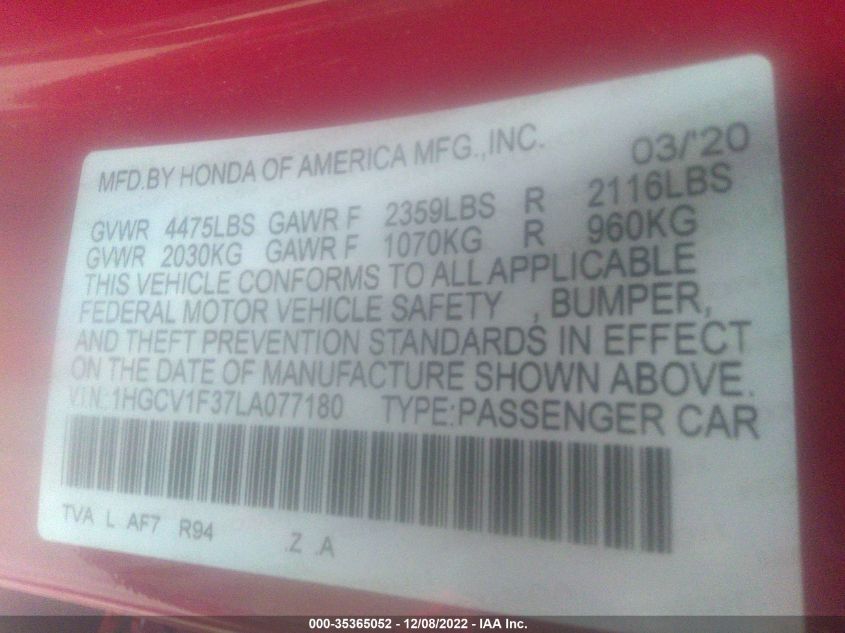 MFD.BY HONDA OF AMERICA MFG.,INC. 03/'20
GVWR 4475LBS GAWR F 2359LBS R 2116LBS
GVWR 2030KG GAWR F 1070KG R 960KG
THIS VEHICLE CONFORMS TO ALL APPLICABLE
FEDERAL MOTOR VEHICLE SAFETY , BUMPER,
AND THEFT PREVENTION STANDARDS IN EFFECT
ON THE DATE OF MANUFACTURE SHOWN ABOVE.
VIN: 1HGCV1F37LA077180 TYPE:PASSENGER CAR
TVA L AF7 R94 .Z .A
000-35365052 - 12/08/2022 - IAA Inc.